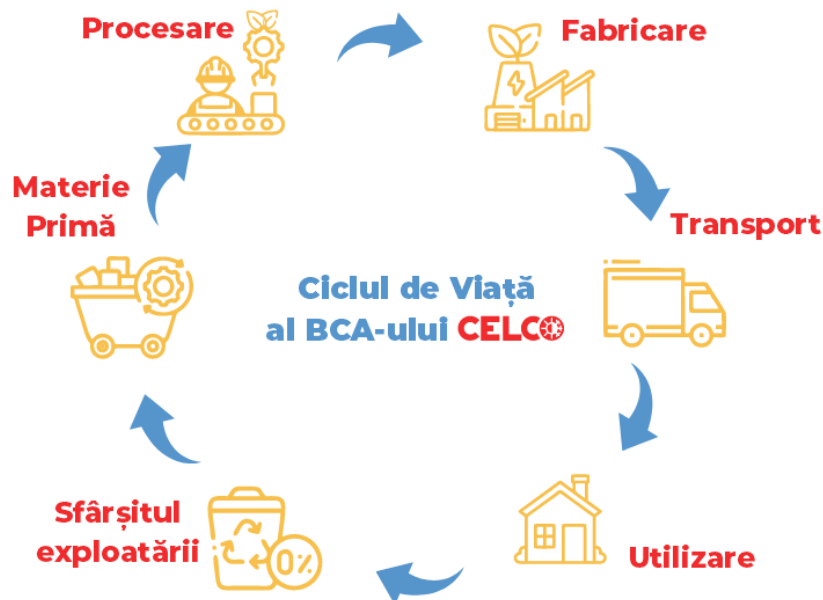 Procesare
Fabricare
Materie
Primă
Transport
Ciclul de Viață
al BCA-ului CELCO
Sfârșitul
exploatării
0%
Utilizare